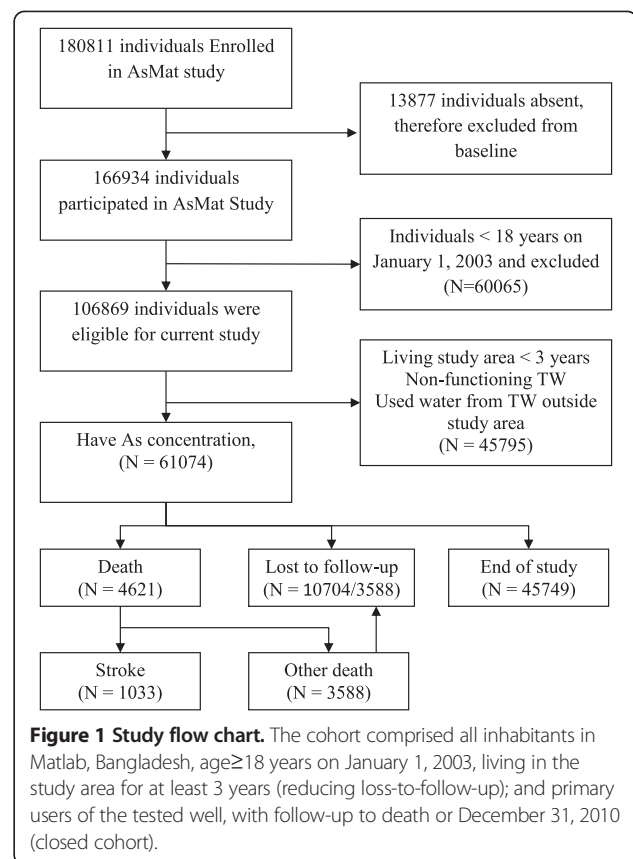 180811 individuals Enrolled
in AsMat study
13877 individuals absent,
therefore excluded from
baseline
166934 individuals
participated in AsMat Study
Individuals < 18 years on
January 1, 2003 and excluded
(N=60065)
106869 individuals were
eligible for current study
Living study area < 3 years
Non-functioning TW
Used water from TW outside
study area
(N = 45795)
Have As concentration,
(N = 61074)
Death
(N = 4621)
Lost to follow-up
(N = 10704/3588)
End of study
(N = 45749)
Stroke
(N = 1033)
Other death
(N = 3588)
Figure 1 Study flow chart. The cohort comprised all inhabitants in
Matlab, Bangladesh, age≥18 years on January 1, 2003, living in the
study area for at least 3 years (reducing loss-to-follow-up); and primary
users of the tested well, with follow-up to death or December 31, 2010
(closed cohort).